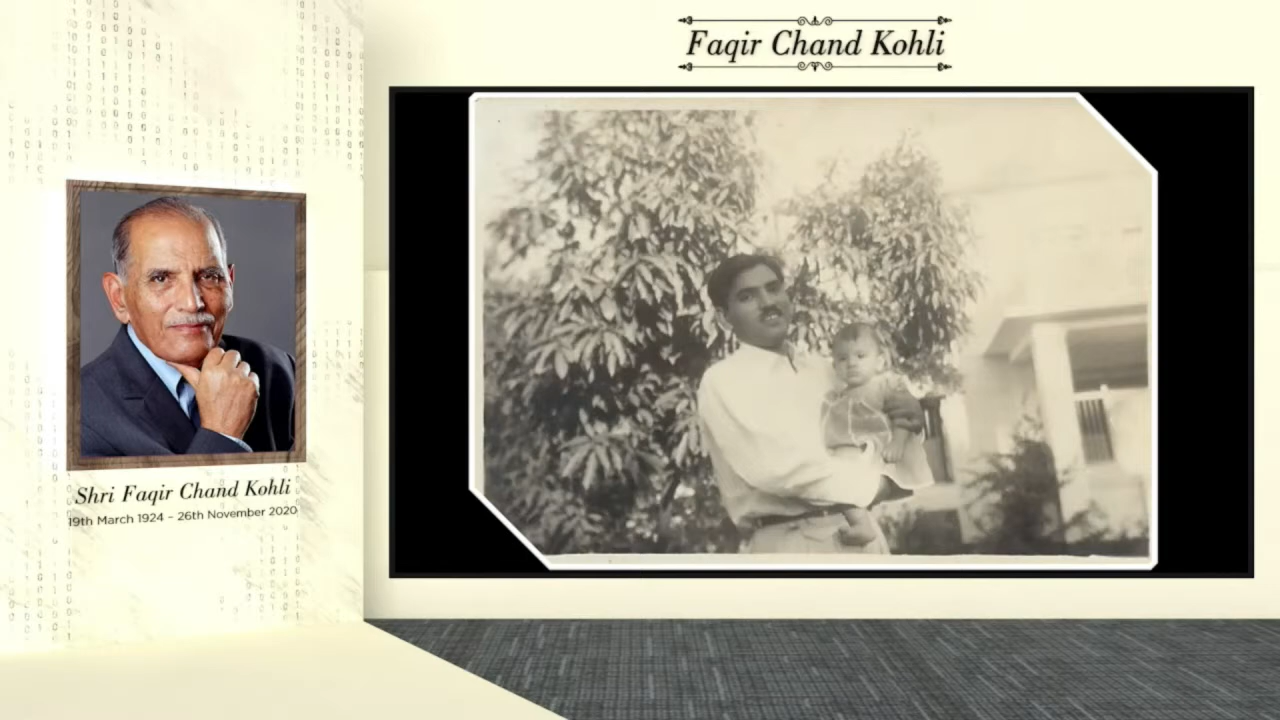 Faqir Chand Kohli
Shri Faqir Chand Kohli
19th March 1924 – 26th November 2020